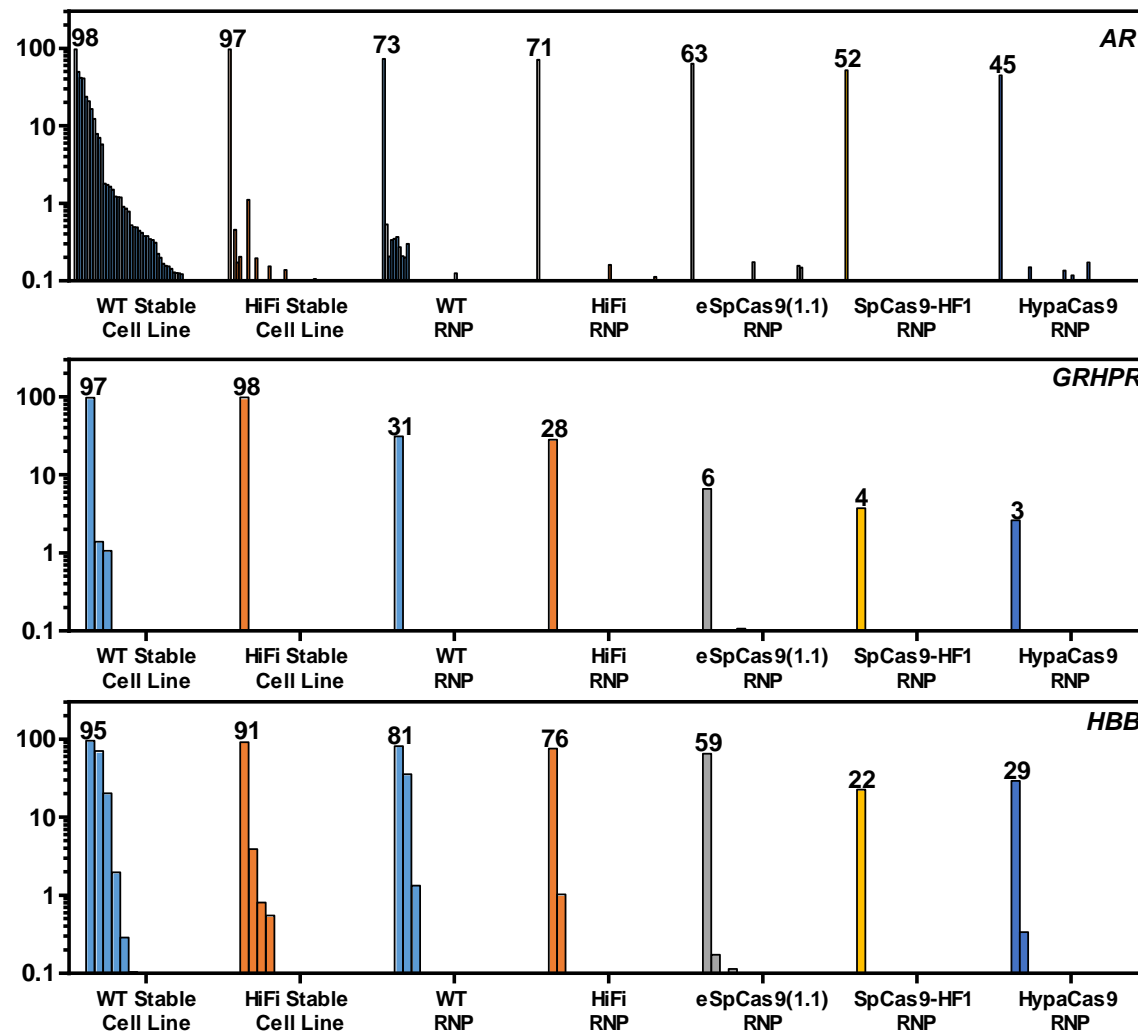 AR
98 97 73 71 63 52 45
100
10
1
0.1
WT Stable HiFi Stable WT HiFi eSpCas9(1.1) SpCas9-HF1 HypaCas9
Cell Line Cell Line RNP RNP RNP RNP RNP
GRHPR
97 98 31 28 6 4 3
100
10
1
0.1
WT Stable HiFi Stable WT HiFi eSpCas9(1.1) SpCas9-HF1 HypaCas9
Cell Line Cell Line RNP RNP RNP RNP RNP
HBB
95 91 81 76 59 22 29
100
10
1
0.1
WT Stable HiFi Stable WT HiFi eSpCas9(1.1) SpCas9-HF1 HypaCas9
Cell Line Cell Line RNP RNP RNP RNP RNP